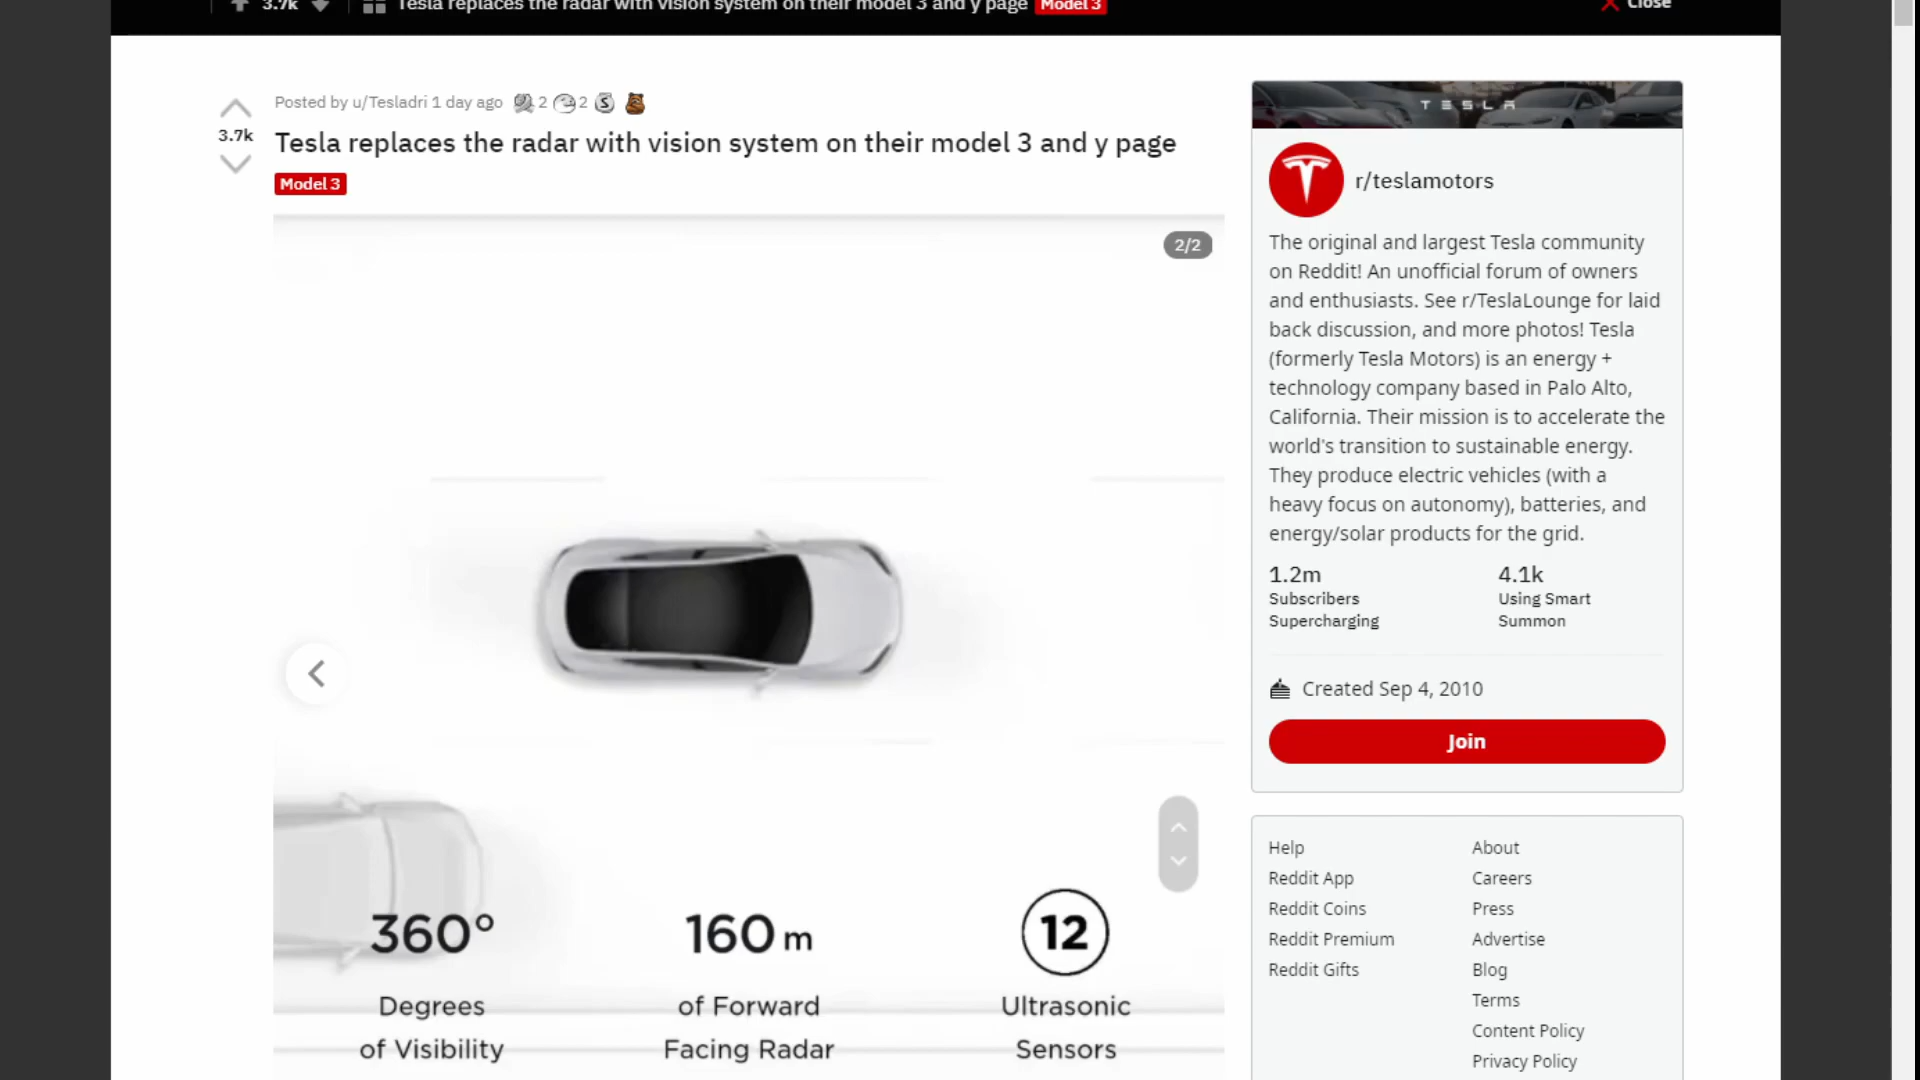 3.7k
Tesla replaces the radar with vision system on their model 3 and y page
Model 3
Close
Posted by u/Tesladri 1 day ago
2
2
S
3.7k
Tesla replaces the radar with vision system on their model 3 and y page
Model 3
2/2
360°
Degrees
of Visibility
160 m
of Forward
Facing Radar
12
Ultrasonic
Sensors
TESLA
r/teslamotors
The original and largest Tesla community
on Reddit! An unofficial forum of owners
and enthusiasts. See r/TeslaLounge for laid
back discussion, and more photos! Tesla
(formerly Tesla Motors) is an energy +
technology company based in Palo Alto,
California. Their mission is to accelerate the
world's transition to sustainable energy.
They produce electric vehicles (with a
heavy focus on autonomy), batteries, and
energy/solar products for the grid.
1.2m
Subscribers
Supercharging
4.1k
Using Smart
Summon
Created Sep 4, 2010
Join
Help
Reddit App
Reddit Coins
Reddit Premium
Reddit Gifts
About
Careers
Press
Advertise
Blog
Terms
Content Policy
Privacy Policy